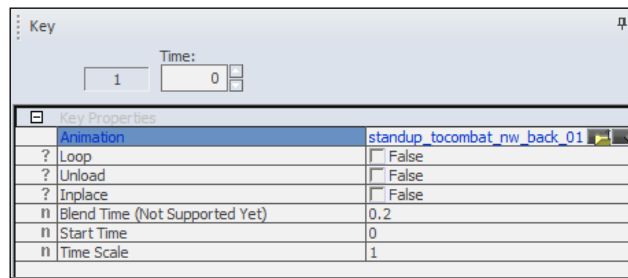 Key
Time:
1 0
Key Properties
Animation standup_tocombat_nw_back_01
? Loop False
? Unload False
? Inplace False
n Blend Time (Not Supported Yet) 0.2
n Start Time 0
n Time Scale 1